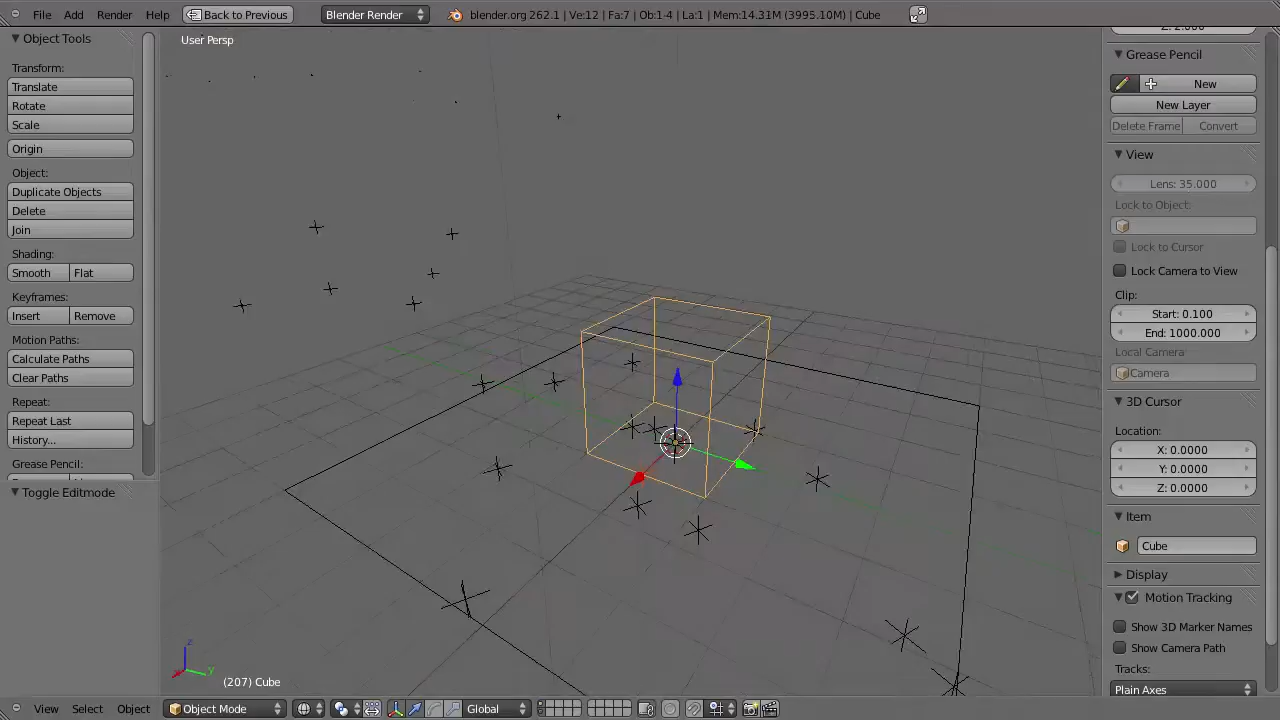 File Add Render Help Back to Previous Blender Render blender.org 262.1 | Ve:12 | Fa:7 | Ob:1-4 | La:1 | Mem:14.31M (3995.10M) | Cube
Object Tools
Transform:
Translate
Rotate
Scale
Origin
Object:
Duplicate Objects
Delete
Join
Shading:
Smooth Flat
Keyframes:
Insert Remove
Motion Paths:
Calculate Paths
Clear Paths
Repeat:
Repeat Last
History...
Grease Pencil:
Toggle Editmode
User Persp
z
x y
(207) Cube
Grease Pencil
New
New Layer
Delete Frame Convert
View
Lens: 35.000
Lock to Object:
Lock to Cursor
Lock Camera to View
Clip:
Start: 0.100
End: 1000.000
Local Camera:
Camera
3D Cursor
Location:
X: 0.0000
Y: 0.0000
Z: 0.0000
Item
Cube
Display
Motion Tracking
Show 3D Marker Names
Show Camera Path
Tracks:
Plain Axes
View Select Object Object Mode Global